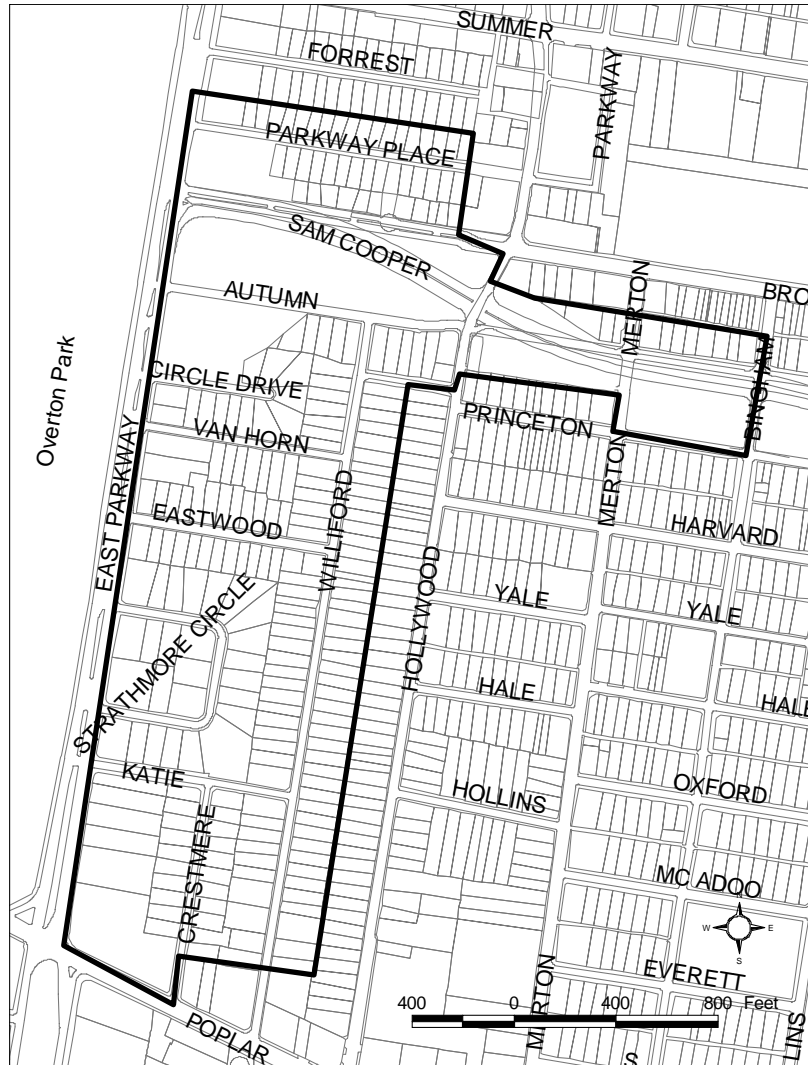 SUMMER
FORREST
PARKWAY
PARKWAY PLACE
SAM COOPER
AUTUMN
MERTON
BRO
BINGHAM
Overton Park
CIRCLE DRIVE
PRINCETON
VAN HORN
EAST PARKWAY
EASTWOOD
WILLIFORD
MERTON
HARVARD
HOLLYWOOD
YALE
YALE
STRATHMORE CIRCLE
HALE
HALE
KATIE
HOLLINS
OXFORD
CRESTMERE
MC ADOO
N
W E
S
EVERETT
400 0 400 800 Feet
MERTON
POPLAR
LINS
S